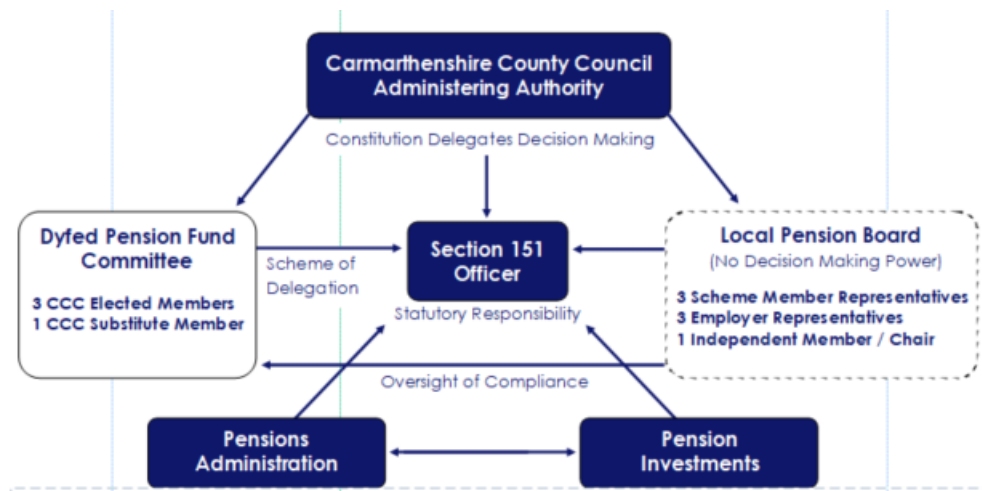 Carmarthenshire County Council
Administering Authority
Constitution Delegates Decision Making
Dyfed Pension Fund
Committee
3 CCC Elected Members
1 CCC Substitute Member
Scheme of
Delegation
Section 151
Officer
Statutory Responsibility
Local Pension Board
(No Decision Making Power)
3 Scheme Member Representatives
3 Employer Representatives
1 Independent Member / Chair
Oversight of Compliance
Pensions
Administration
Pension
Investments